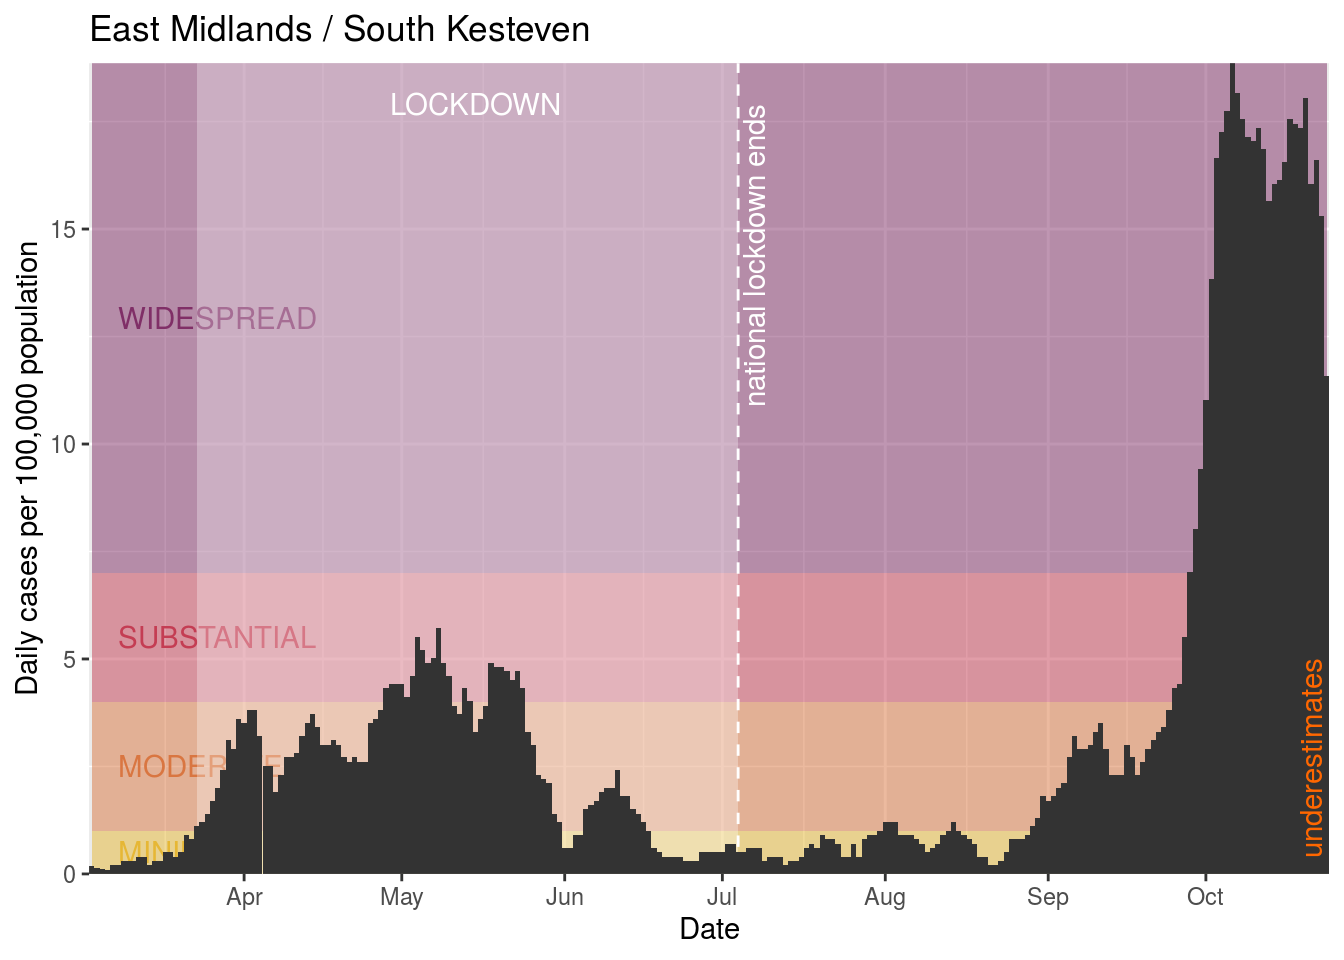 East Midlands / South Kesteven
LOCKDOWN
national lockdown ends
WIDESPREAD
SUBSTANTIAL
underestimates
Daily cases per 100,000 population
15
10
5
0
Apr
May
Jun
Jul
Aug
Sep
Oct
Date